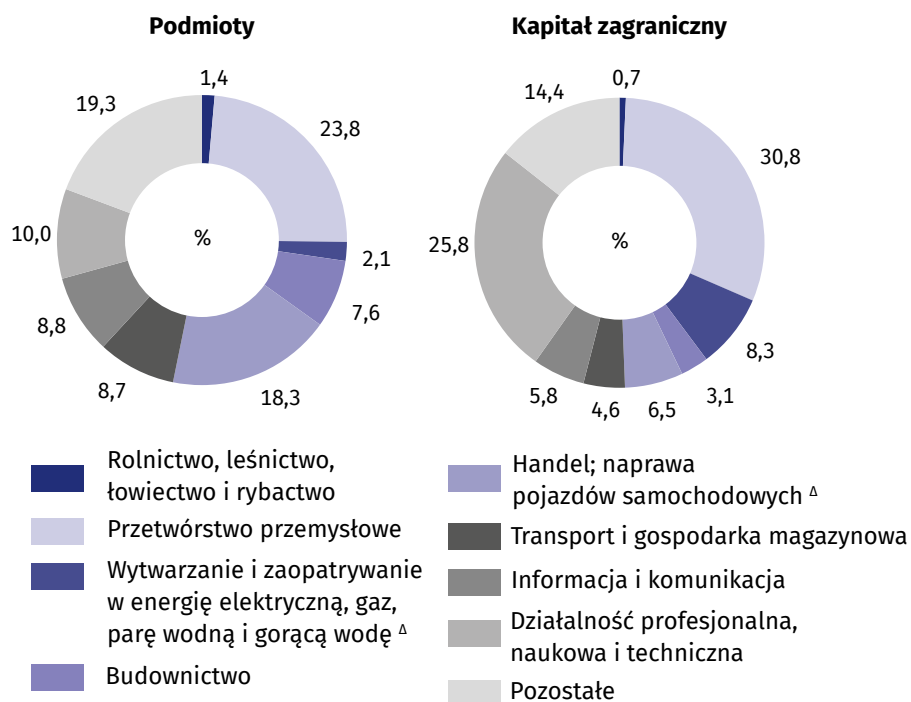 Podmioty
1,4
23,8
2,1
7,6
18,3
8,7
8,8
10,0
19,3
%
Kapitał zagraniczny
0,7
30,8
8,3
3,1
6,5
4,6
5,8
25,8
14,4
%
Rolnictwo, leśnictwo,
łowiectwo i rybactwo
Przetwórstwo przemysłowe
Wytwarzanie i zaopatrywanie
w energię elektryczną, gaz,
parę wodną i gorącą wodę Δ
Budownictwo
Handel; naprawa
pojazdów samochodowych Δ
Transport i gospodarka magazynowa
Informacja i komunikacja
Działalność profesjonalna,
naukowa i techniczna
Pozostałe